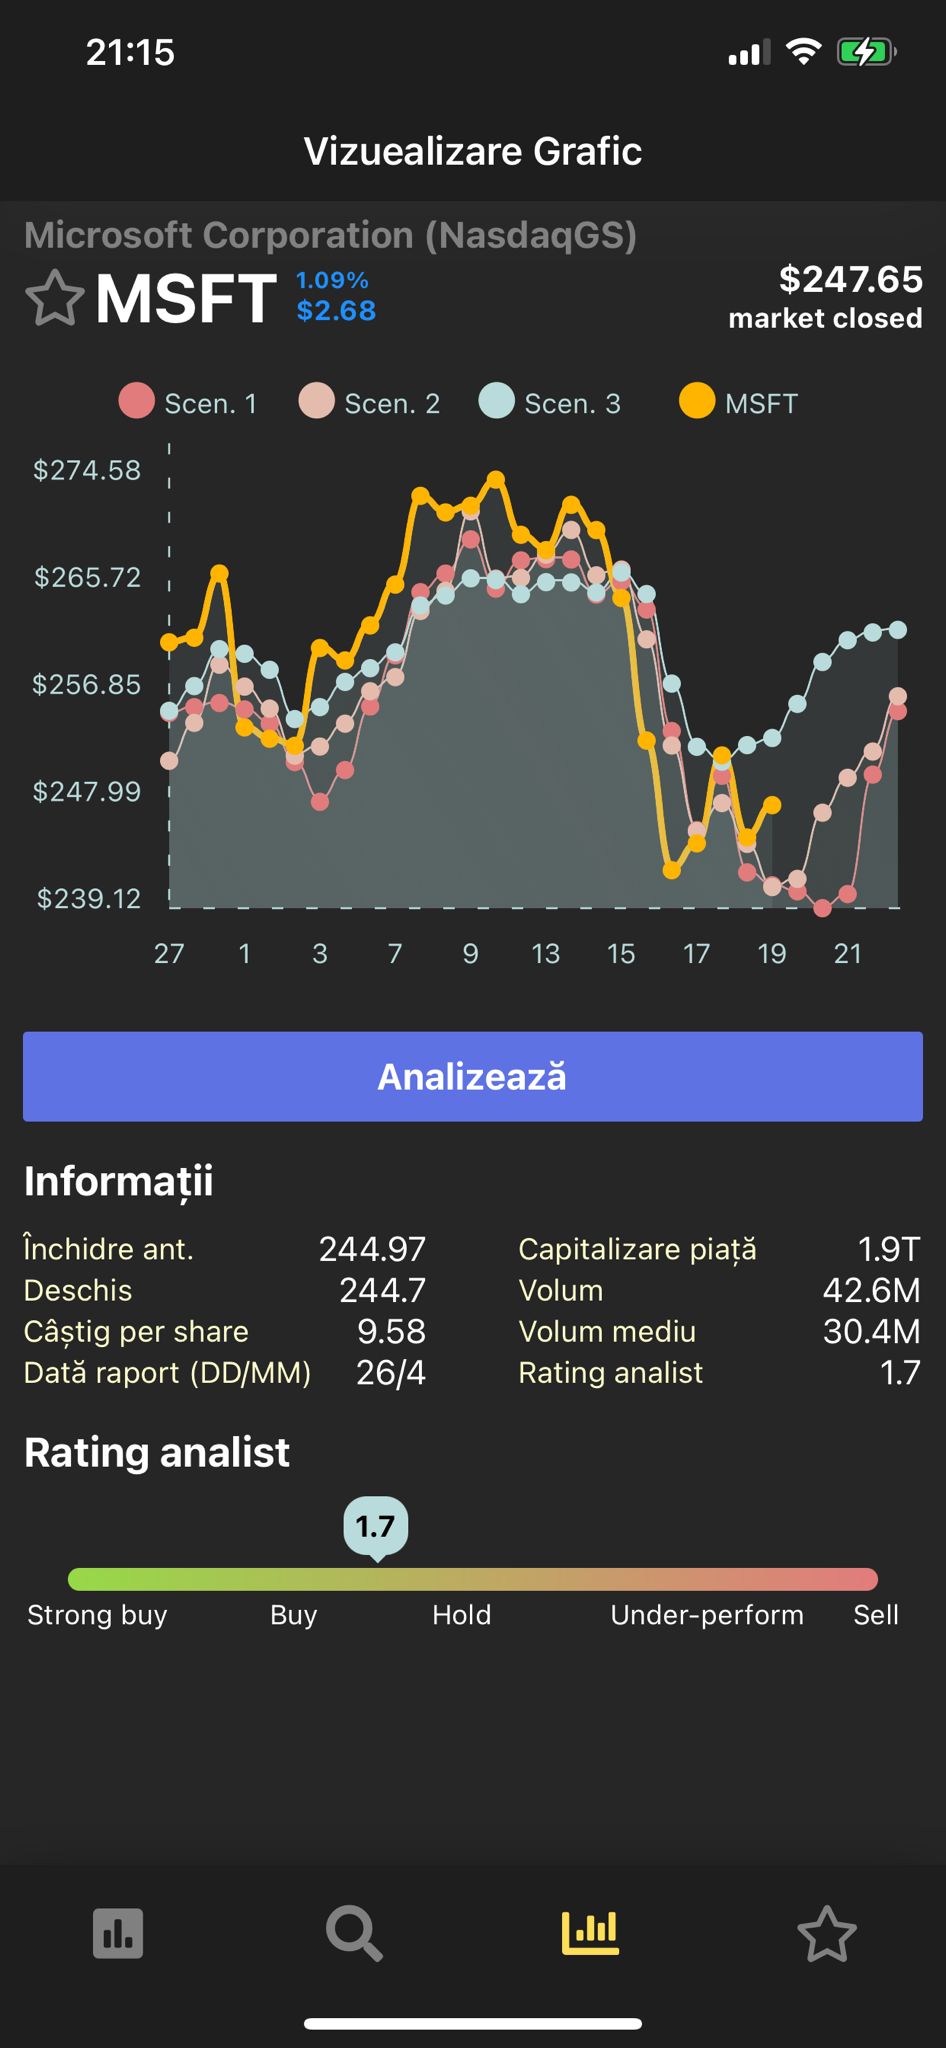 21:15
Vizuealizare Grafic
Microsoft Corporation (NasdaqGS)
MSFT 1.09% $2.68 $247.65
market closed
Scen. 1 Scen. 2 Scen. 3 MSFT
$274.58
$265.72
$256.85
$247.99
$239.12
27 1 3 7 9 13 15 17 19 21
Analizează
Informații
Închidre ant. 244.97 Capitalizare piață 1.9T
Deschis 244.7 Volum 42.6M
Câștig per share 9.58 Volum mediu 30.4M
Dată raport (DD/MM) 26/4 Rating analist 1.7
Rating analist
1.7
Strong buy Buy Hold Under-perform Sell